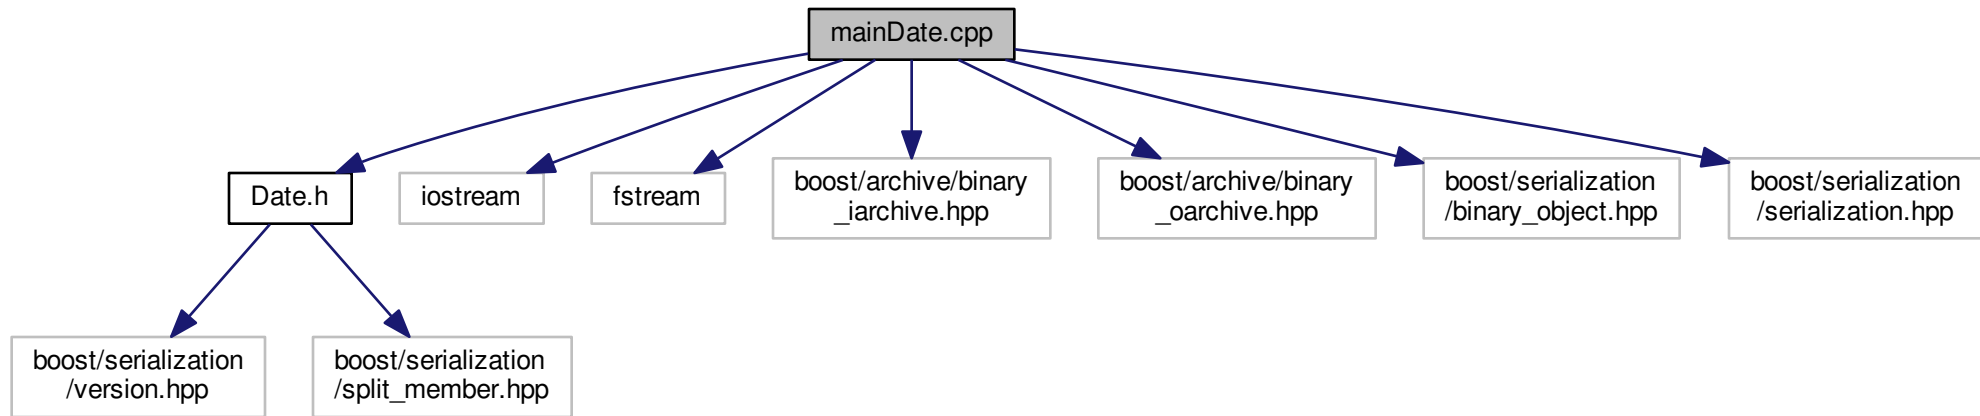 mainDate.cpp
Date.h
iostream
fstream
boost/archive/binary
_iarchive.hpp
boost/archive/binary
_oarchive.hpp
boost/serialization
/binary_object.hpp
boost/serialization
/serialization.hpp
boost/serialization
/version.hpp
boost/serialization
/split_member.hpp